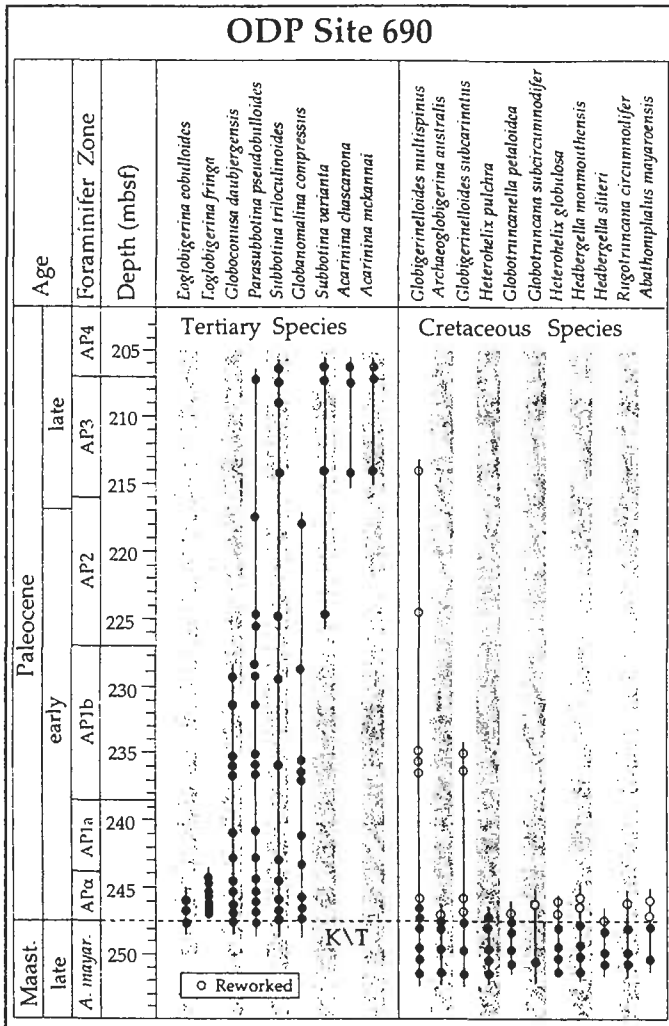 ODP Site 690
Age
Foraminifer Zone
Depth (mbsf)
Eoglobigerina eobulloides
Eoglobigerina fringa
Globoconusa daubjergensis
Parasubbotina pseudobulloides
Subbotina triloculinoides
Globanomalina compressus
Subbotina varianta
Acarinina chascanona
Acarinina mckannai
Globigerinelloides multispinus
Archaeoglobigerina australis
Globigerinelloides subcarinatus
Heterohelix pulchra
Globotruncanella petaloidea
Globotruncana subcircumnodifer
Heterohelix globulosa
Hedbergella monmouthensis
Hedbergella sliteri
Rugotruncana circumnodifer
Abathomphalus mayaroensis
Tertiary Species
Cretaceous Species
Paleocene
late
early
Maast.
late
AP4
AP3
AP2
AP1b
AP1a
APα
A. mayar.
205
210
215
220
225
230
235
240
245
250
K\T
Reworked